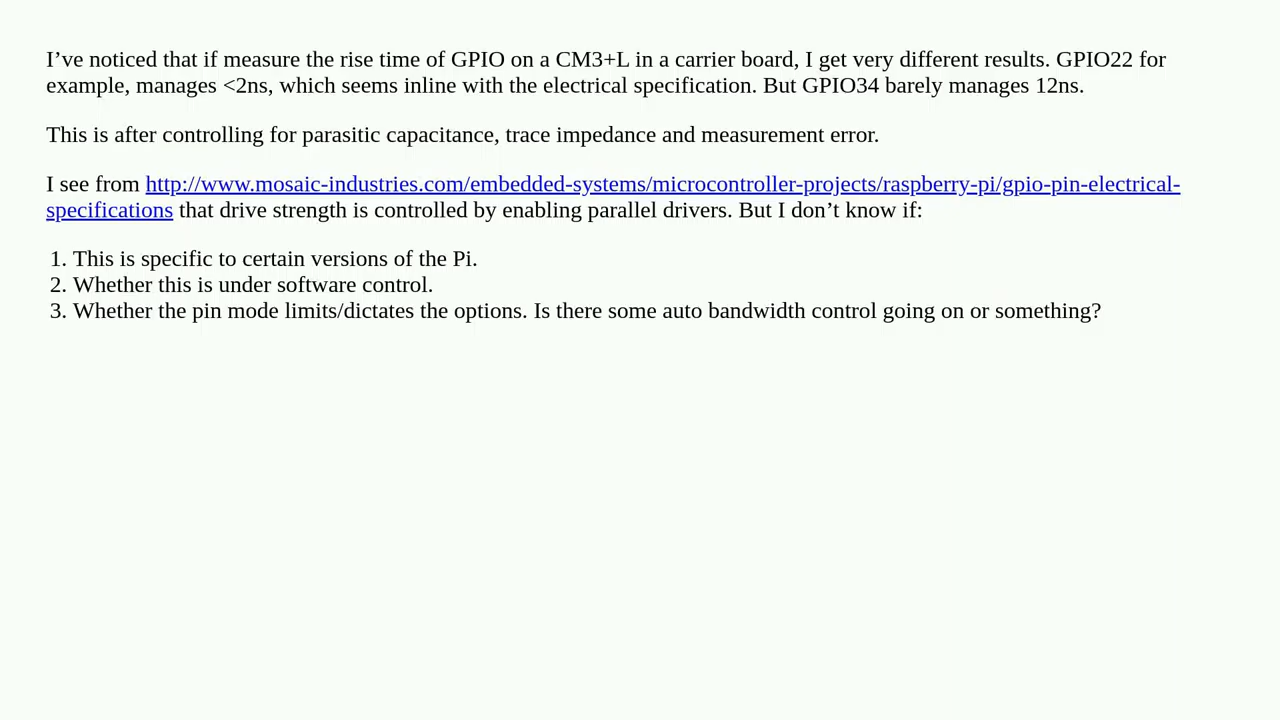 I’ve noticed that if measure the rise time of GPIO on a CM3+L in a carrier board, I get very different results. GPIO22 for
example, manages <2ns, which seems inline with the electrical specification. But GPIO34 barely manages 12ns.
This is after controlling for parasitic capacitance, trace impedance and measurement error.
I see from http://www.mosaic-industries.com/embedded-systems/microcontroller-projects/raspberry-pi/gpio-pin-electrical-
specifications that drive strength is controlled by enabling parallel drivers. But I don’t know if:
1. This is specific to certain versions of the Pi.
2. Whether this is under software control.
3. Whether the pin mode limits/dictates the options. Is there some auto bandwidth control going on or something?